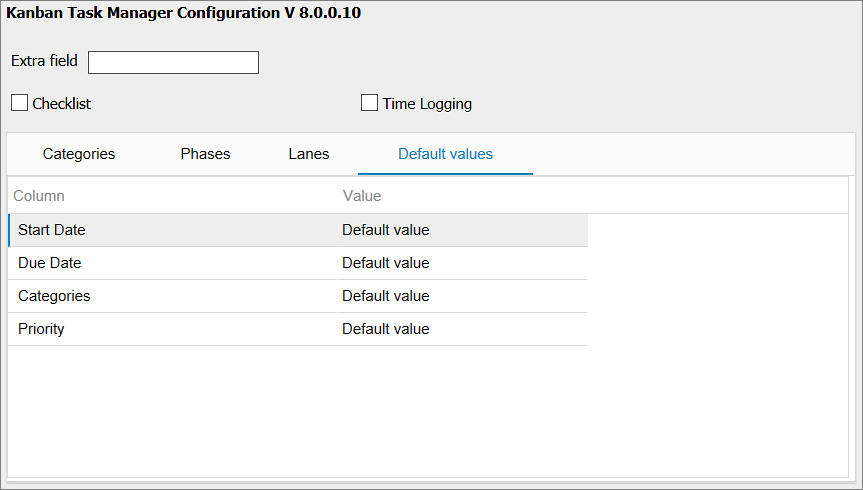 Kanban Task Manager Configuration V 8.0.0.10
Extra field
Checklist Time Logging
Categories Phases Lanes Default values
Column Value
Start Date Default value
Due Date Default value
Categories Default value
Priority Default value